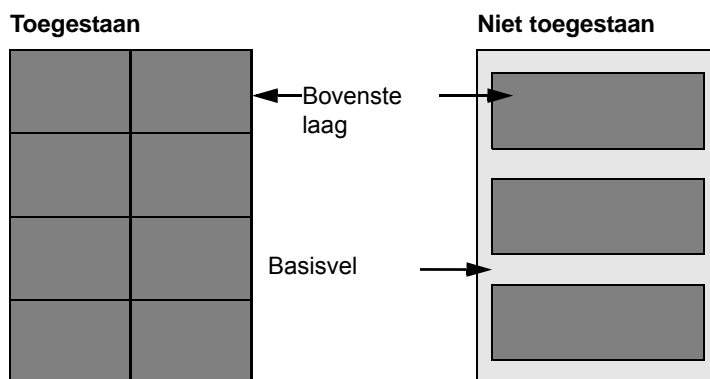 Toegestaan
Niet toegestaan
Bovenste
laag
Basisvel